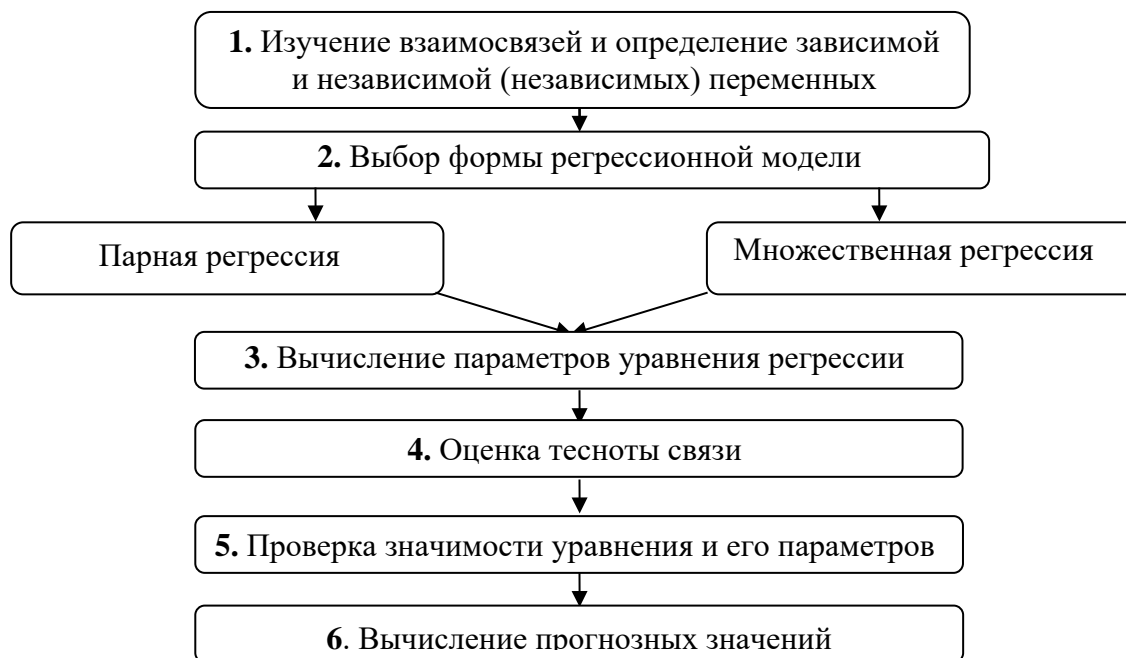 1. Изучение взаимосвязей и определение зависимой
и независимой (независимых) переменных
2. Выбор формы регрессионной модели
Парная регрессия
Множественная регрессия
3. Вычисление параметров уравнения регрессии
4. Оценка тесноты связи
5. Проверка значимости уравнения и его параметров
6. Вычисление прогнозных значений